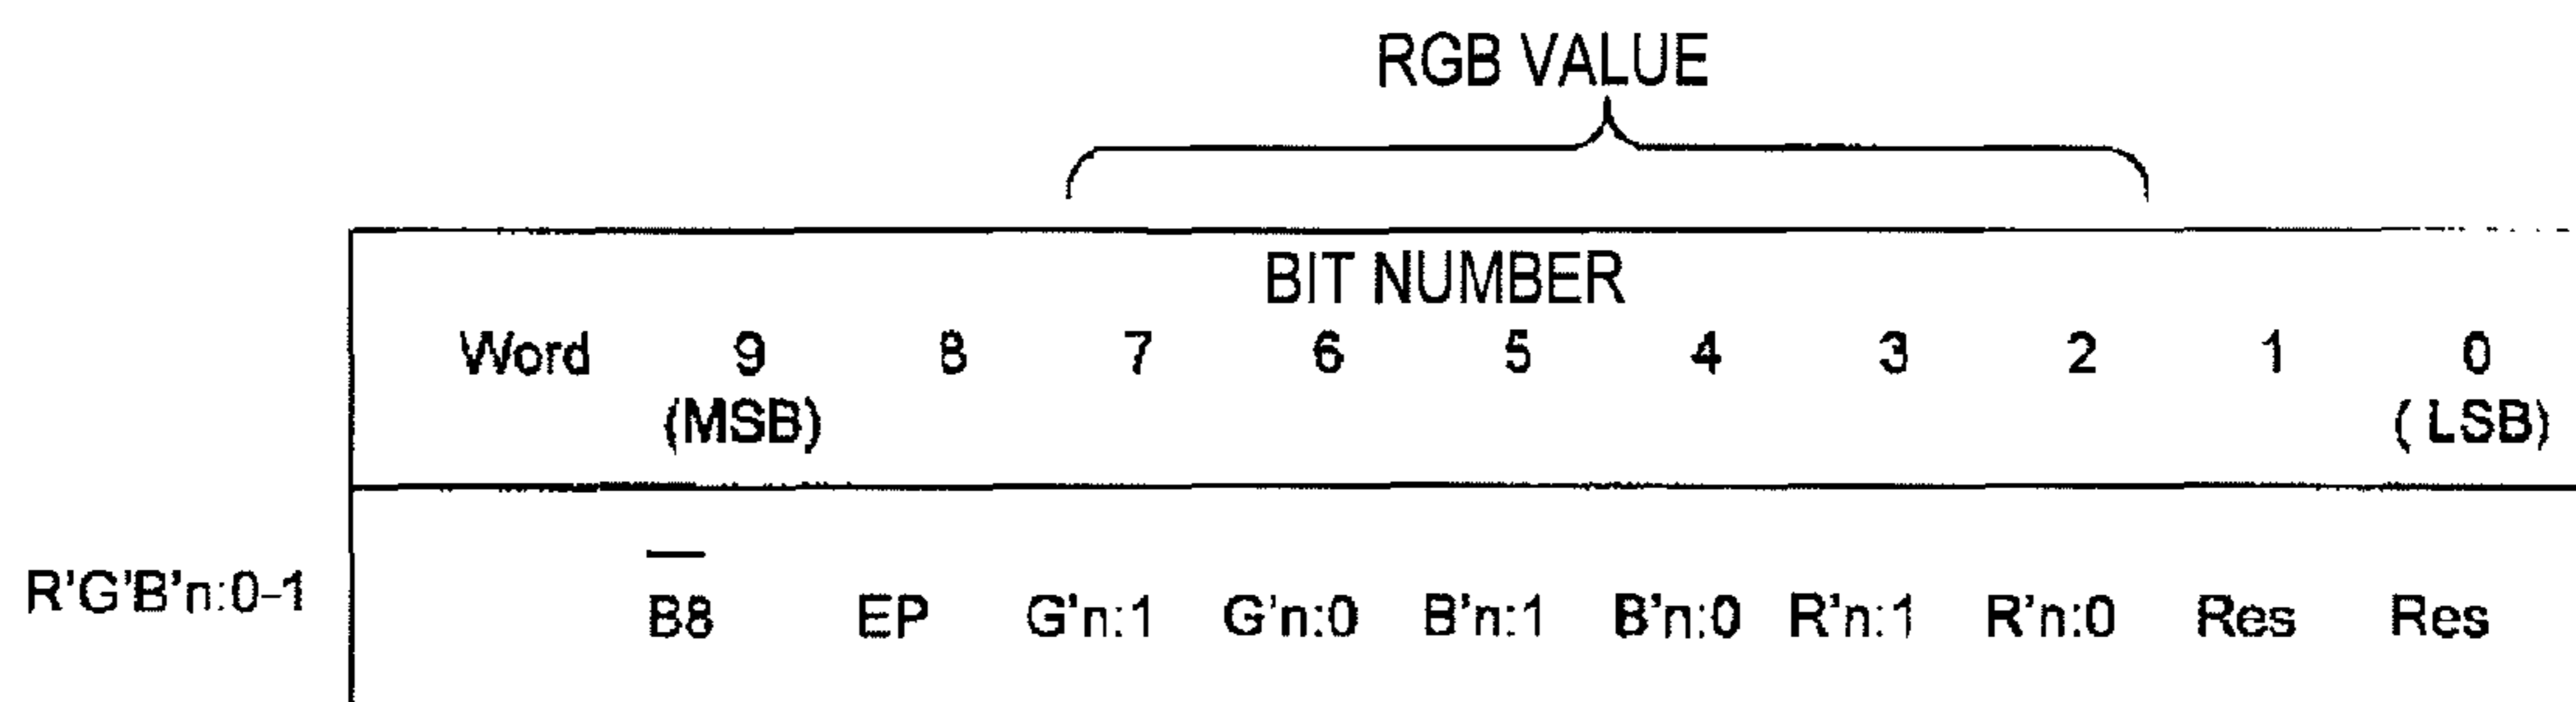 RGB VALUE
BIT NUMBER
Word 9 8 7 6 5 4 3 2 1 0
(MSB) ( LSB)
R'G'B'n:0-1 B8 EP G'n:1 G'n:0 B'n:1 B'n:0 R'n:1 R'n:0 Res Res